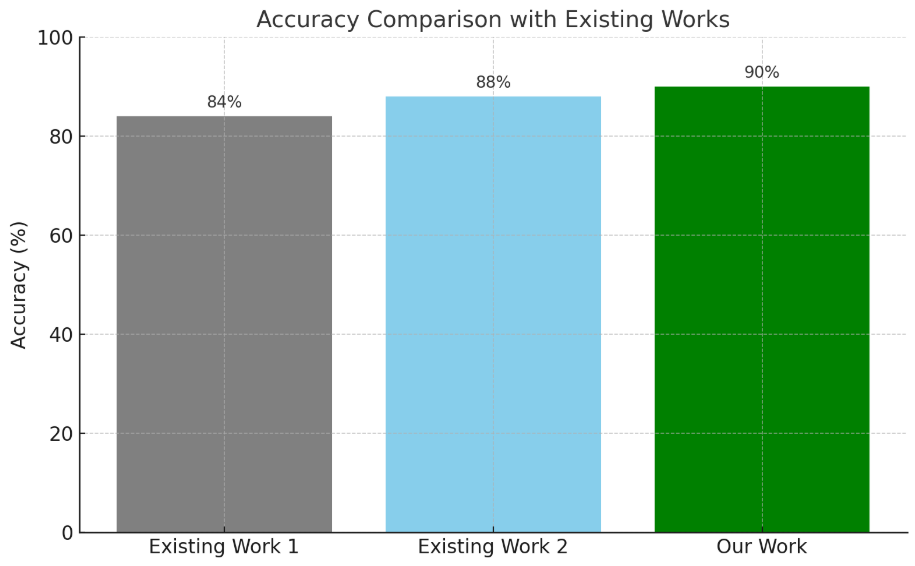 Accuracy Comparison with Existing Works
Accuracy (%)
100
80
60
40
20
0
84%
88%
90%
Existing Work 1
Existing Work 2
Our Work